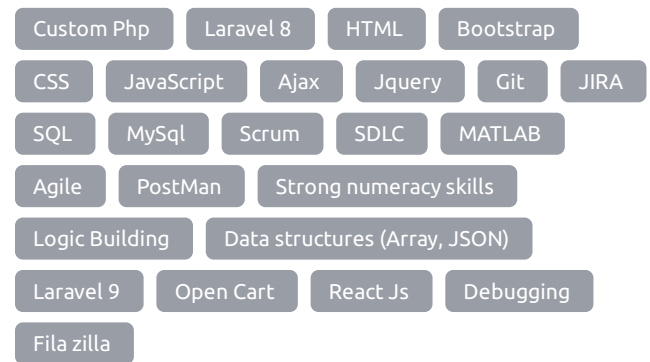 Custom Php Laravel 8 HTML Bootstrap
CSS JavaScript Ajax Jquery Git JIRA
SQL MySql Scrum SDLC MATLAB
Agile PostMan Strong numeracy skills
Logic Building Data structures (Array, JSON)
Laravel 9 Open Cart React Js Debugging
Fila zilla